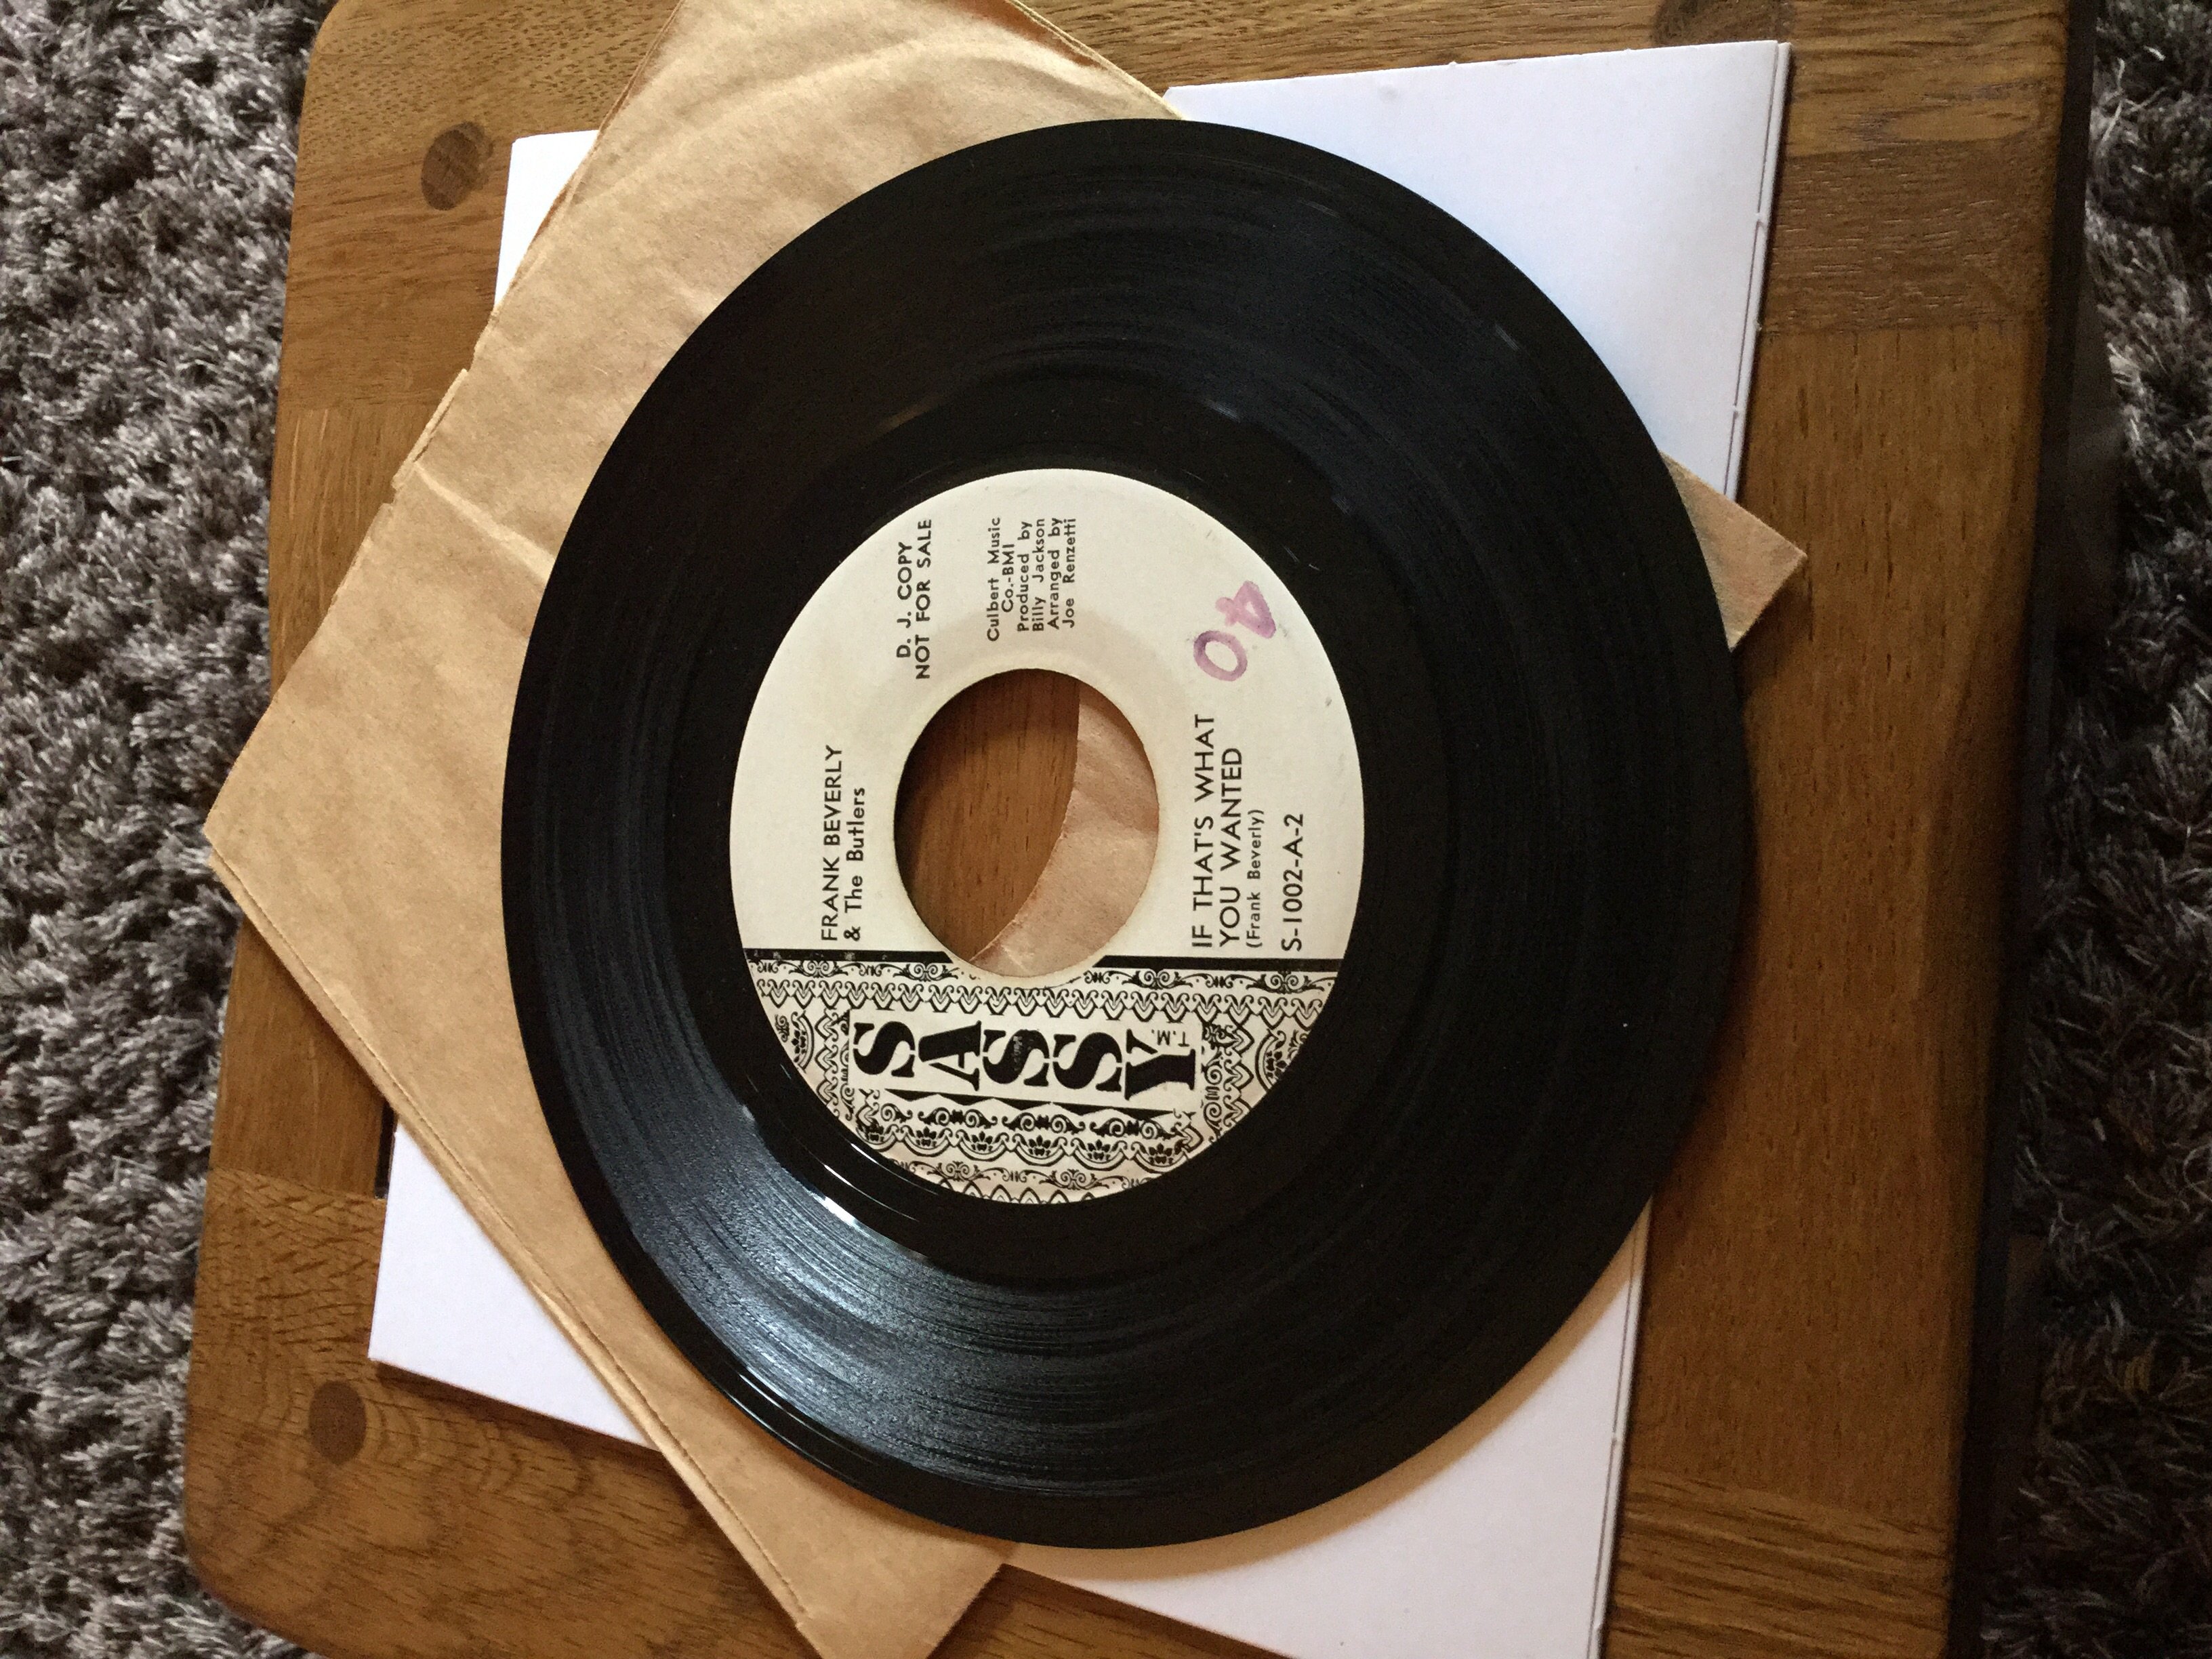 SASSY
T.M.
FRANK BEVERLY
& The Butlers
D. J. COPY
NOT FOR SALE
Culbert Music
Co.-BMI
Produced by
Billy Jackson
Arranged by
Joe Renzetti
IF THAT'S WHAT
YOU WANTED
(Frank Beverly)
S-1002-A-2
40